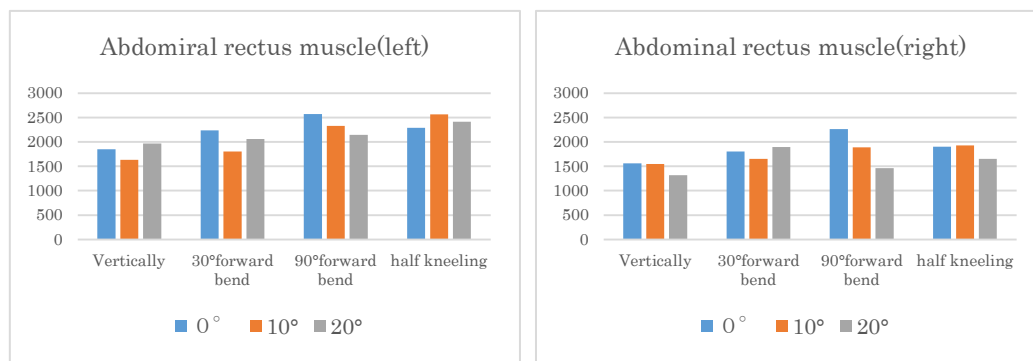 Abdomiral rectus muscle(left)
3000
2500
2000
1500
1000
500
0
Vertically
30°forward
bend
90°forward
bend
half kneeling
0° 10° 20°
Abdominal rectus muscle(right)
3000
2500
2000
1500
1000
500
0
Vertically
30°forward
bend
90°forward
bend
half kneeling
0° 10° 20°